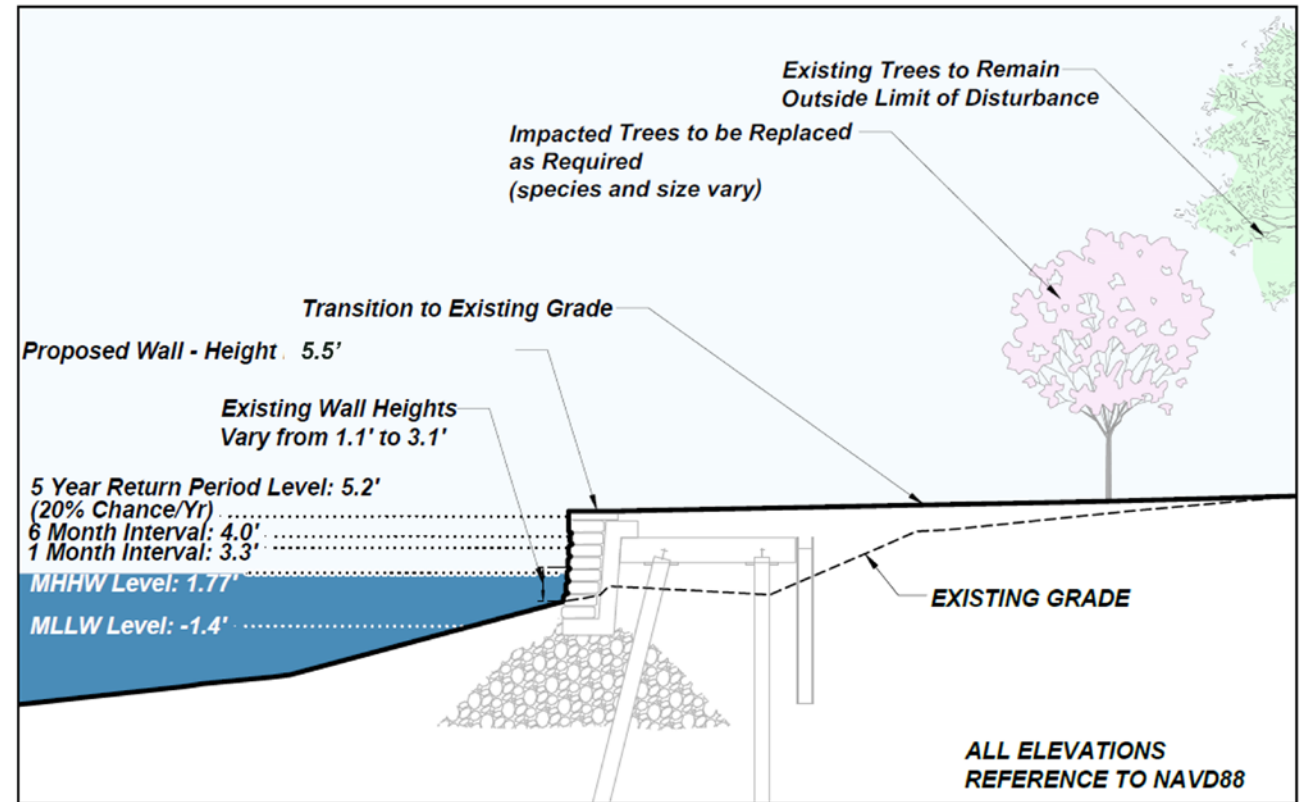 Existing Trees to Remain
Outside Limit of Disturbance
Impacted Trees to be Replaced
as Required
(species and size vary)
Transition to Existing Grade
Proposed Wall - Height 5.5’
Existing Wall Heights
Vary from 1.1' to 3.1'
5 Year Return Period Level: 5.2'
(20% Chance/Yr)
6 Month Interval: 4.0'
1 Month Interval: 3.3'
MHHW Level: 1.77'
MLLW Level: -1.4'
EXISTING GRADE
ALL ELEVATIONS
REFERENCE TO NAVD88